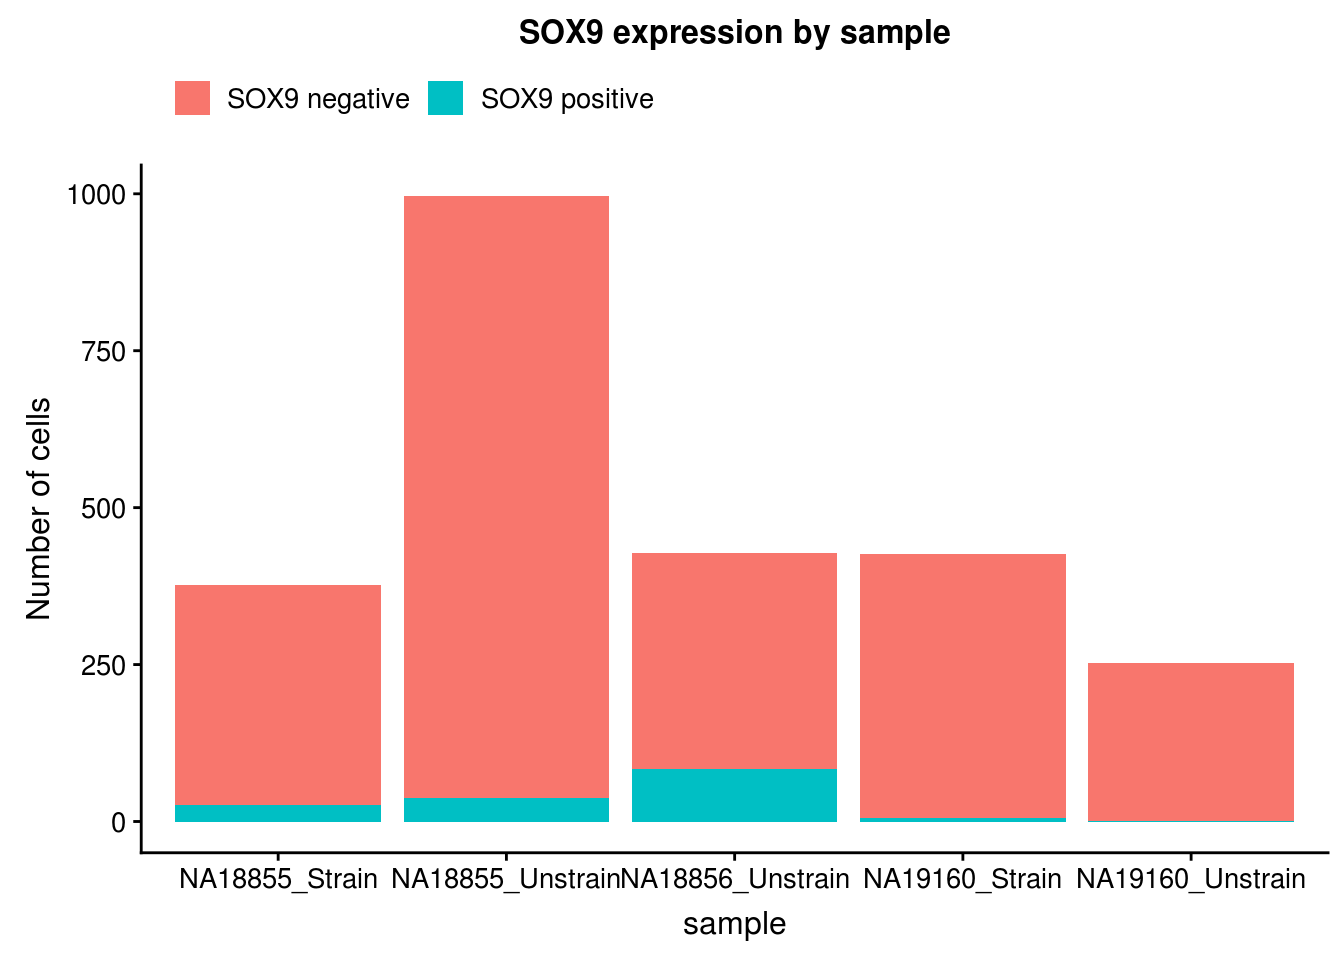 SOX9 expression by sample
SOX9 negative SOX9 positive
1000
750
500
250
0
Number of cells
NA18855_Strain NA18855_Unstrain NA18856_Unstrain NA19160_Strain NA19160_Unstrain
sample